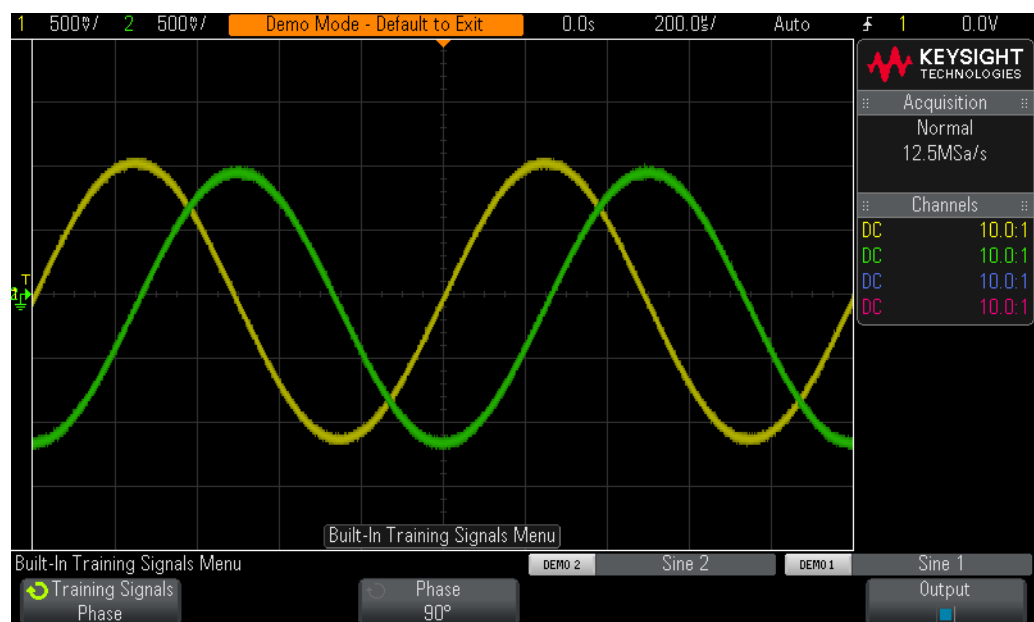 1 500mV/ 2 500mV/ Demo Mode - Default to Exit 0.0s 200.0us/ Auto 1 0.0V
KEYSIGHT
TECHNOLOGIES
Acquisition
Normal
12.5MSa/s
Channels
DC 10.0:1
DC 10.0:1
DC 10.0:1
DC 10.0:1
T
Built-In Training Signals Menu
Built-In Training Signals Menu DEMO 2 Sine 2 DEMO 1 Sine 1
Training Signals Phase Output
Phase 90°